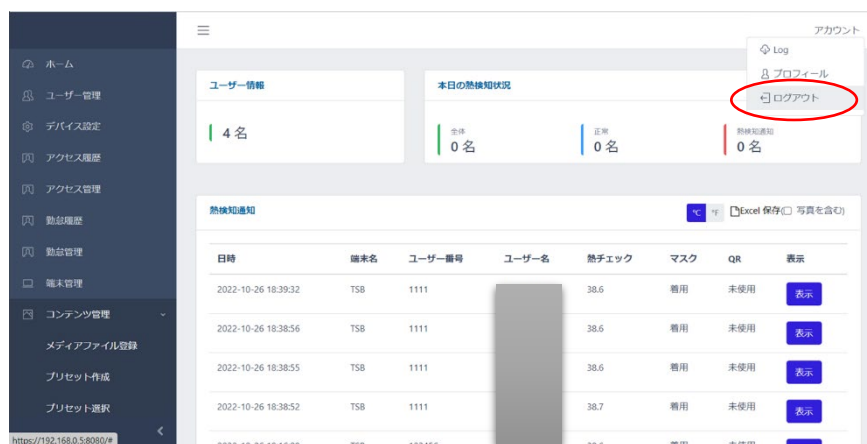 アカウント
Log
プロフィール
ログアウト
ホーム
ユーザー管理
デバイス設定
アクセス履歴
アクセス管理
勤怠履歴
勤怠管理
端末管理
コンテンツ管理
メディアファイル登録
プリセット作成
プリセット選択
https://192.168.0.5:8080/#
ユーザー情報
4 名
本日の熱検知状況
全体
0 名
正常
0 名
熱検知通知
0 名
熱検知通知
℃ °F Excel 保存( 写真を含む)
日時 端末名 ユーザー番号 ユーザー名 熱チェック マスク QR 表示
2022-10-26 18:39:32 TSB 1111 38.6 着用 未使用 表示
2022-10-26 18:38:56 TSB 1111 38.6 着用 未使用 表示
2022-10-26 18:38:55 TSB 1111 38.6 着用 未使用 表示
2022-10-26 18:38:52 TSB 1111 38.7 着用 未使用 表示